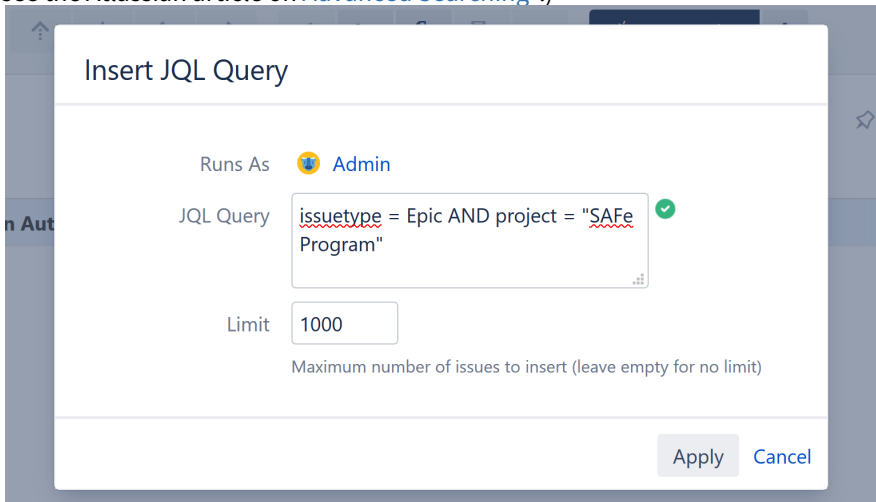 Insert JQL Query
Runs As Admin
JQL Query issuetype = Epic AND project = "SAFe
Program"
n Aut
Limit 1000
Maximum number of issues to insert (leave empty for no limit)
Apply Cancel